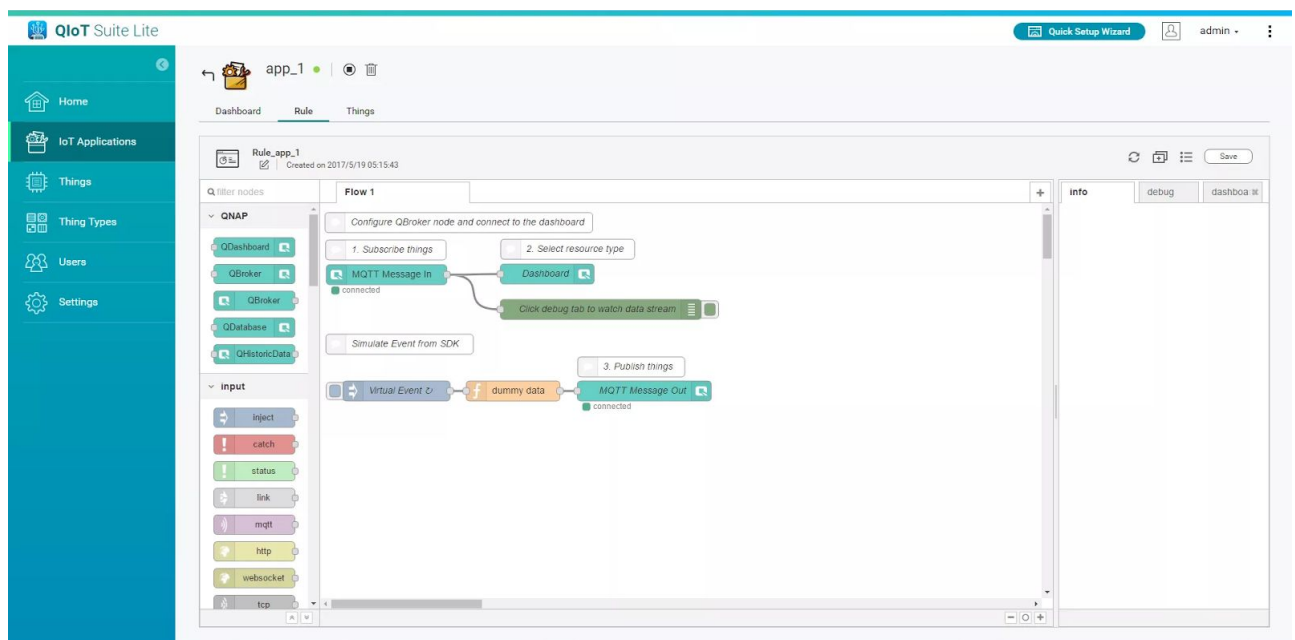 QIoT Suite Lite
Quick Setup Wizard
admin
app_1
Home
IoT Applications
Things
Thing Types
Users
Settings
Dashboard Rule Things
Rule_app_1
Created on 2017/5/19 05:15:43
Save
filter nodes
Flow 1
info debug dashboa
QNAP
QDashboard
QBroker
QBroker
QDatabase
QHistoricData
input
inject
catch
status
link
mqtt
http
websocket
tcp
Configure QBroker node and connect to the dashboard
1. Subscribe things
2. Select resource type
MQTT Message In
Dashboard
connected
Click debug tab to watch data stream
Simulate Event from SDK
3. Publish things
Virtual Event ↻
dummy data
MQTT Message Out
connected